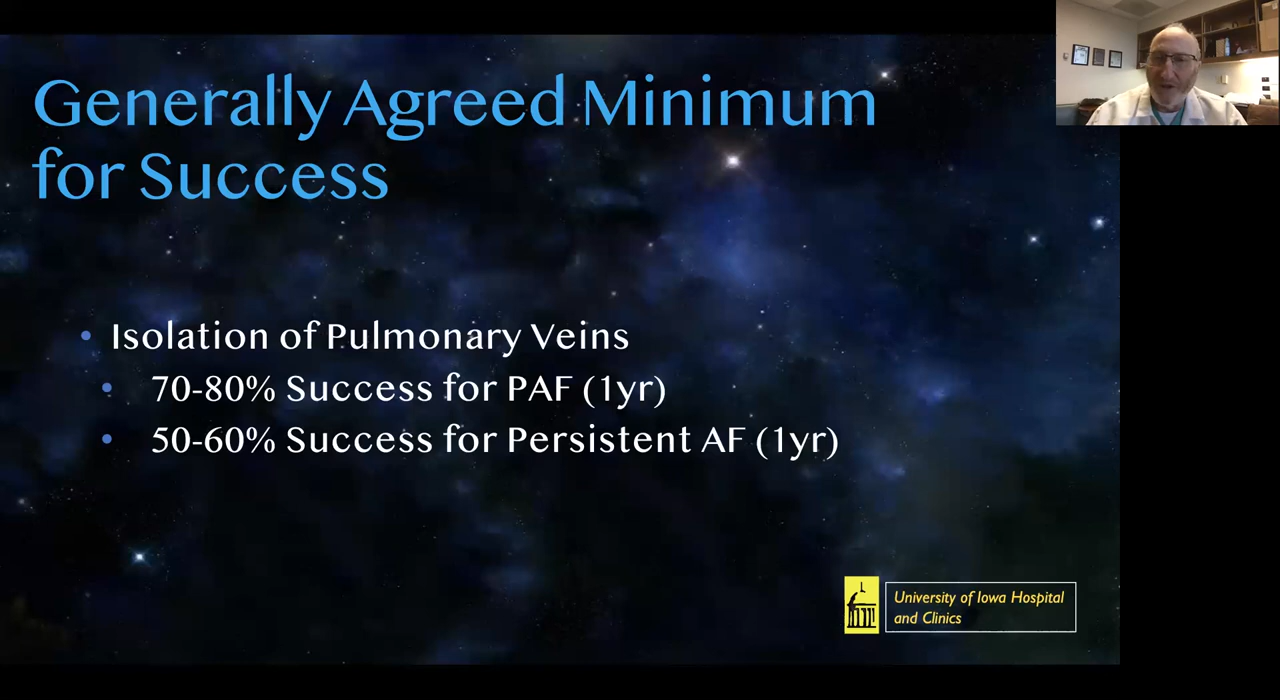 Generally Agreed Minimum
for Success
• Isolation of Pulmonary Veins
• 70-80% Success for PAF (1yr)
• 50-60% Success for Persistent AF (1yr)
University of Iowa Hospital
and Clinics